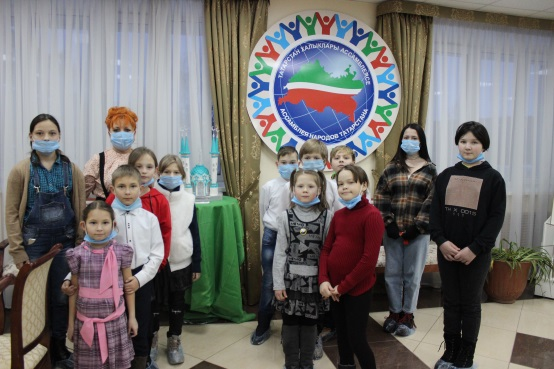 ТАТАРСТАН ХАЛЫКЛАРЫ АССАМБЛЕЯСЕ
АССАМБЛЕЯ НАРОДОВ ТАТАРСТАНА